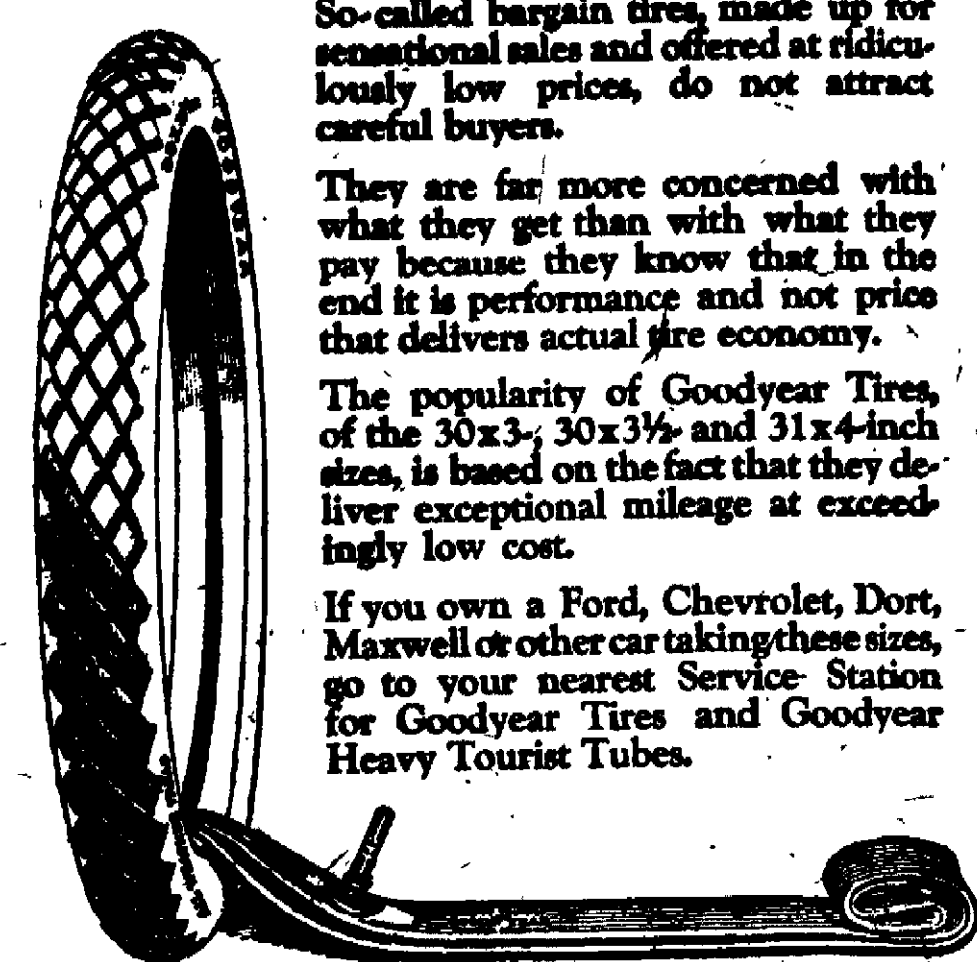 So-called bargain tires, made up for
sensational sales and offered at ridicu-
lously low prices, do not attract
careful buyers.
They are far more concerned with
what they get than with what they
pay because they know that in the
end it is performance and not price
that delivers actual tire economy.
The popularity of Goodyear Tires,
of the 30x3-, 30x3½- and 31x4-inch
sizes, is based on the fact that they de-
liver exceptional mileage at exceed-
ingly low cost.
If you own a Ford, Chevrolet, Dort,
Maxwell or other car taking these sizes,
go to your nearest Service Station
for Goodyear Tires and Goodyear
Heavy Tourist Tubes.
GOODYEAR